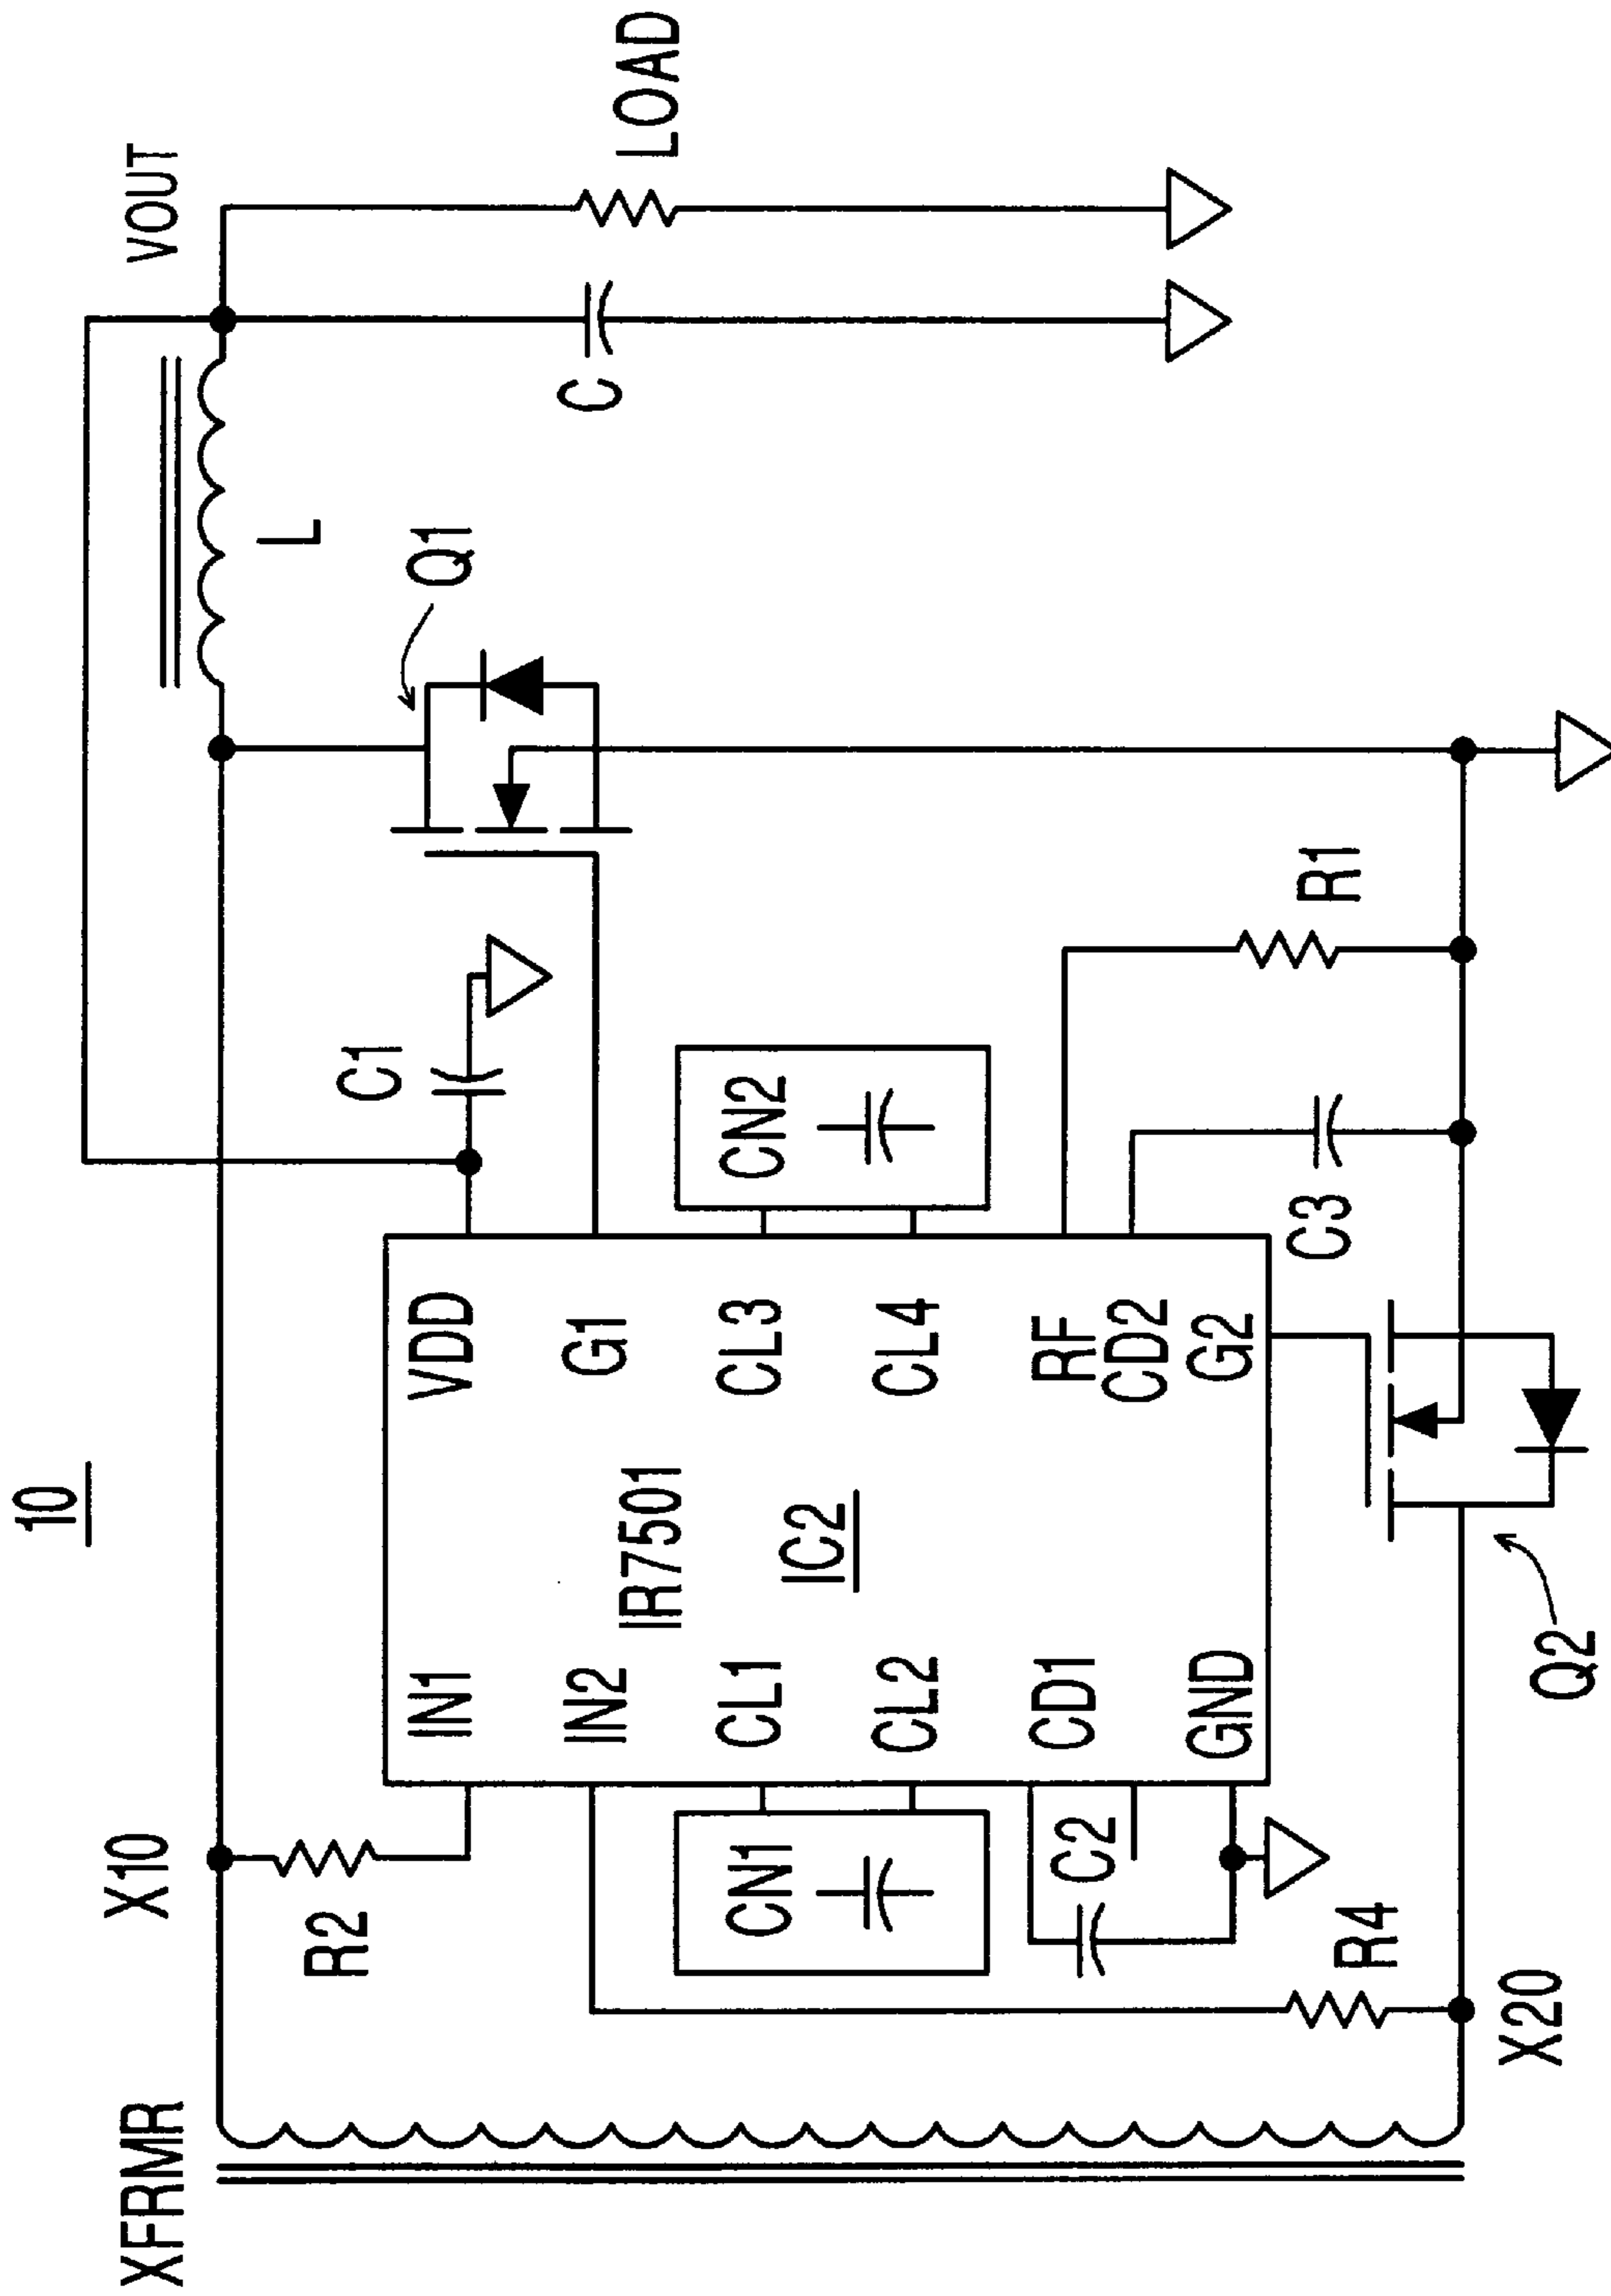 10
XFRMR
X10
VOUT
R2
C1
L
Q1
LOAD
C
IN1
VDD
IN2
IR7501
G1
CN1
CL1
IC2
CL3
CN2
CL2
CL4
C2
CD1
RF
CD2
GND
G2
R4
C3
R1
X20
Q2